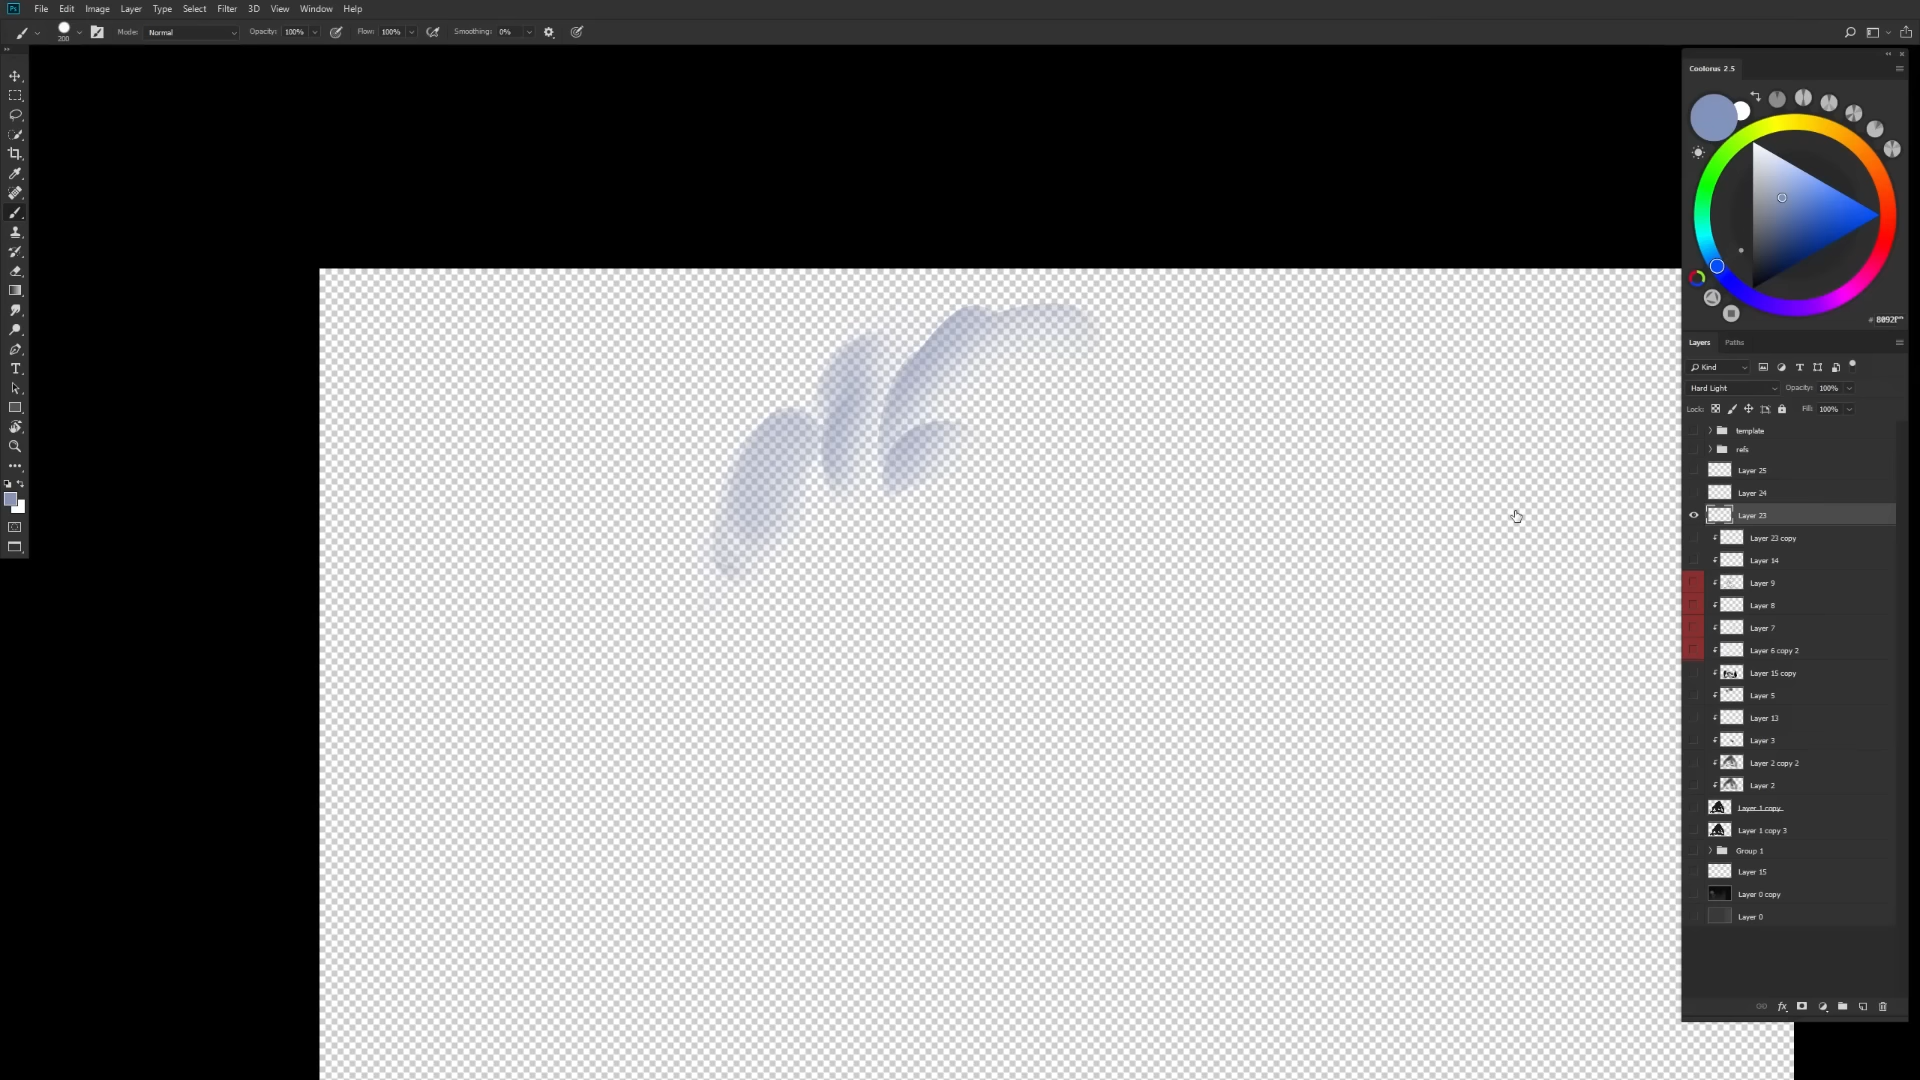 Ps File Edit Image Layer Type Select Filter 3D View Window Help
200 Mode: Normal Opacity: 100% Flow: 100% Smoothing: 0%
Coolorus 2.5
Layers Paths
Kind
Hard Light Opacity: 100%
Lock: Fill: 100%
template
refs
Layer 25
Layer 24
Layer 23
Layer 23 copy
Layer 14
Layer 9
Layer 8
Layer 7
Layer 6 copy 2
Layer 15 copy
Layer 5
Layer 13
Layer 3
Layer 2 copy 2
Layer 2
Layer 1 copy
Layer 1 copy 3
Group 1
Layer 15
Layer 0 copy
Layer 0
fx